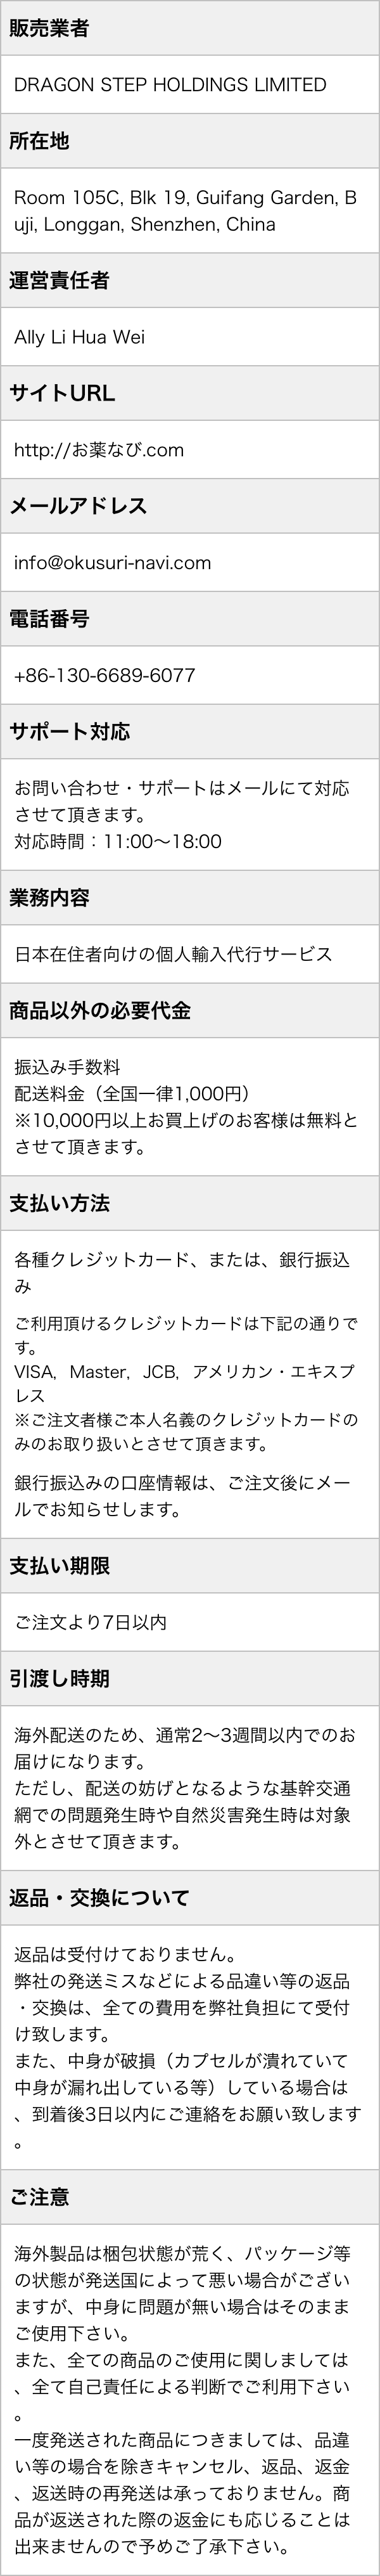 販売業者
DRAGON STEP HOLDINGS LIMITED
所在地
Room 105C, Blk 19, Guifang Garden, B
uji, Longgan, Shenzhen, China
運営責任者
Ally Li Hua Wei
サイトURL
http://お薬なび.com
メールアドレス
info@okusuri-navi.com
電話番号
+86-130-6689-6077
サポート対応
お問い合わせ・サポートはメールにて対応
させて頂きます。
対応時間：11:00〜18:00
業務内容
日本在住者向けの個人輸入代行サービス
商品以外の必要代金
振込み手数料
配送料金（全国一律1,000円）
※10,000円以上お買上げのお客様は無料と
させて頂きます。
支払い方法
各種クレジットカード、または、銀行振込
み
ご利用頂けるクレジットカードは下記の通りで
す。
VISA, Master, JCB, アメリカン・エキスプ
レス
※ご注文者様ご本人名義のクレジットカードの
みのお取り扱いとさせて頂きます。
銀行振込みの口座情報は、ご注文後にメー
ルでお知らせします。
支払い期限
ご注文より7日以内
引渡し時期
海外配送のため、通常2〜3週間以内でのお
届けになります。
ただし、配送の妨げとなるような基幹交通
網での問題発生時や自然災害発生時は対象
外とさせて頂きます。
返品・交換について
返品は受付けておりません。
弊社の発送ミスなどによる品違い等の返品
・交換は、全ての費用を弊社負担にて受付
け致します。
また、中身が破損（カプセルが潰れていて
中身が漏れ出している等）している場合は
、到着後3日以内にご連絡をお願い致します
。
ご注意
海外製品は梱包状態が荒く、パッケージ等
の状態が発送国によって悪い場合がござい
ますが、中身に問題が無い場合はそのまま
ご使用下さい。
また、全ての商品のご使用に関しましては
、全て自己責任による判断でご利用下さい
。
一度発送された商品につきましては、品違
い等の場合を除きキャンセル、返品、返金
、返送時の再発送は承っておりません。商
品が返送された際の返金にも応じることは
出来ませんので予めご了承下さい。